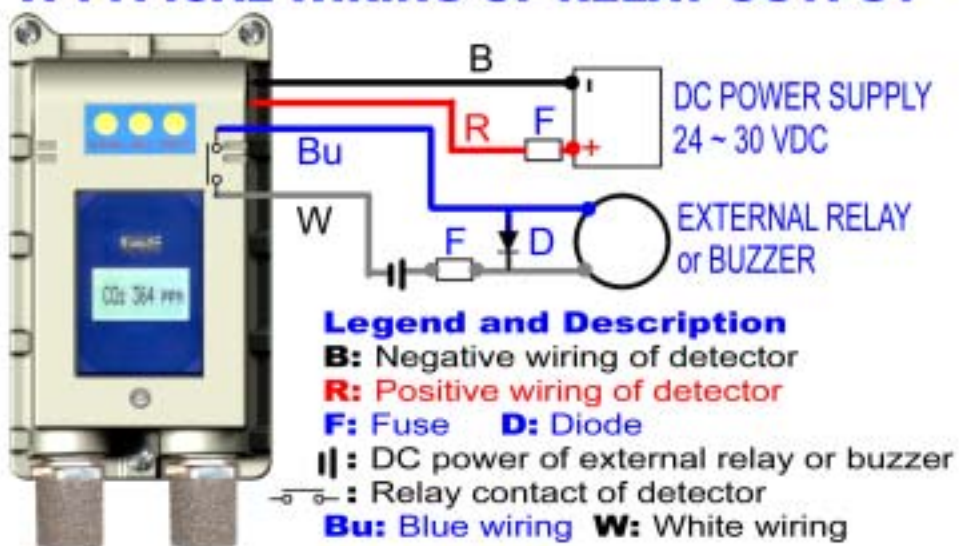 B
DC POWER SUPPLY
24 ~ 30 VDC
R
F
+
Bu
W
EXTERNAL RELAY
or BUZZER
F
D
CO2 364 PPM
Legend and Description
B: Negative wiring of detector
R: Positive wiring of detector
F: Fuse D: Diode
: DC power of external relay or buzzer
: Relay contact of detector
Bu: Blue wiring W: White wiring